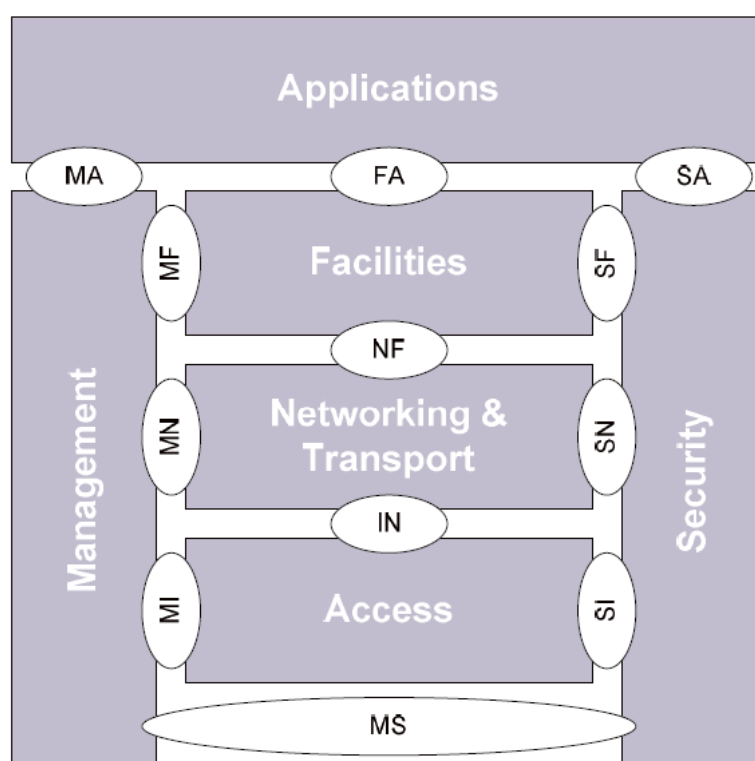 Applications
MA
FA
SA
MF
Facilities
SF
NF
Management
MN
Networking &
Transport
SN
Security
IN
MI
Access
SI
MS